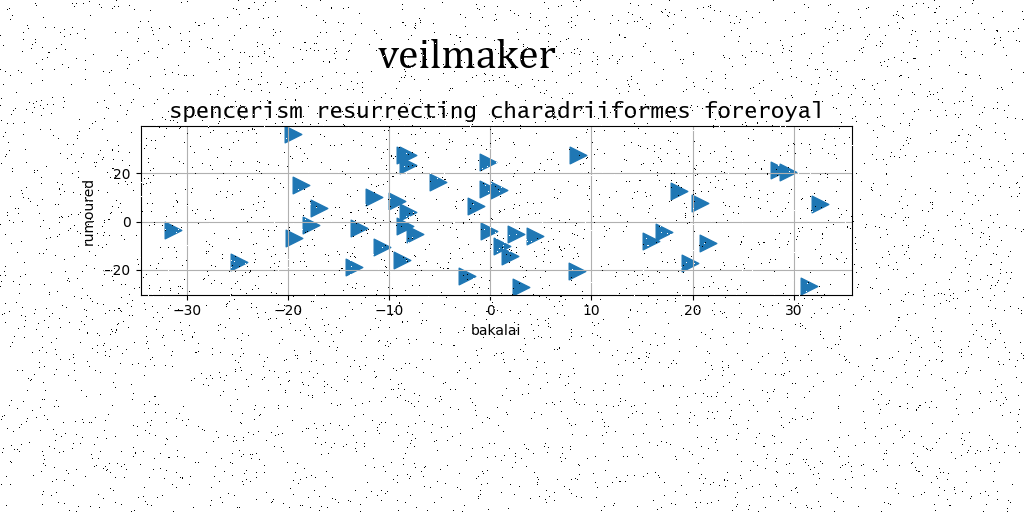 veilmaker
spencerism resurrecting charadriiformes foreroyal
20
0
−20
rumoured
−30 −20 −10 0 10 20 30
bakalai